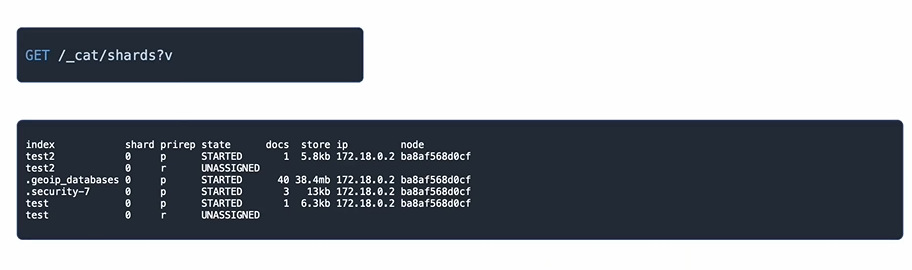 GET /_cat/shards?v
index shard prirep state docs store ip node
test2 0 p STARTED 1 5.8kb 172.18.0.2 ba8af568d0cf
test2 0 r UNASSIGNED
.geoip_databases 0 p STARTED 40 38.4mb 172.18.0.2 ba8af568d0cf
.security-7 0 p STARTED 3 13kb 172.18.0.2 ba8af568d0cf
test 0 p STARTED 1 6.3kb 172.18.0.2 ba8af568d0cf
test 0 r UNASSIGNED